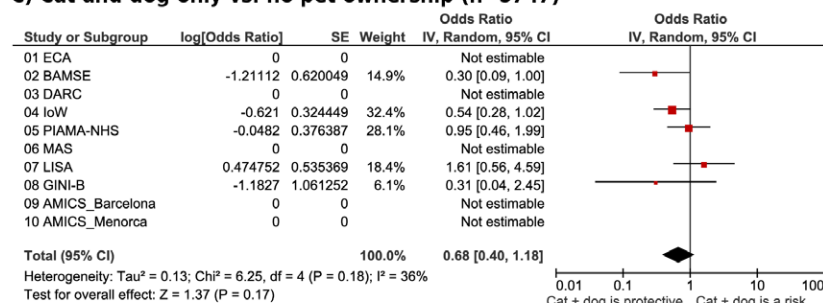 C) Cat and dog only vs. no pet ownership (n=5747)
Odds Ratio Odds Ratio
Study or Subgroup log[Odds Ratio] SE Weight IV, Random, 95% CI IV, Random, 95% CI
01 ECA 0 0 Not estimable
02 BAMSE -1.21112 0.620049 14.9% 0.30 [0.09, 1.00]
03 DARC 0 0 Not estimable
04 IoW -0.621 0.324449 32.4% 0.54 [0.28, 1.02]
05 PIAMA-NHS -0.0482 0.376387 28.1% 0.95 [0.46, 1.99]
06 MAS 0 0 Not estimable
07 LISA 0.474752 0.535369 18.4% 1.61 [0.56, 4.59]
08 GINI-B -1.1827 1.061252 6.1% 0.31 [0.04, 2.45]
09 AMICS_Barcelona 0 0 Not estimable
10 AMICS_Menorca 0 0 Not estimable
Total (95% CI) 100.0% 0.68 [0.40, 1.18]
Heterogeneity: Tau² = 0.13; Chi² = 6.25, df = 4 (P = 0.18); I² = 36%
Test for overall effect: Z = 1.37 (P = 0.17)
0.01 0.1 1 10 100
Cat + dog is protective Cat + dog is a risk